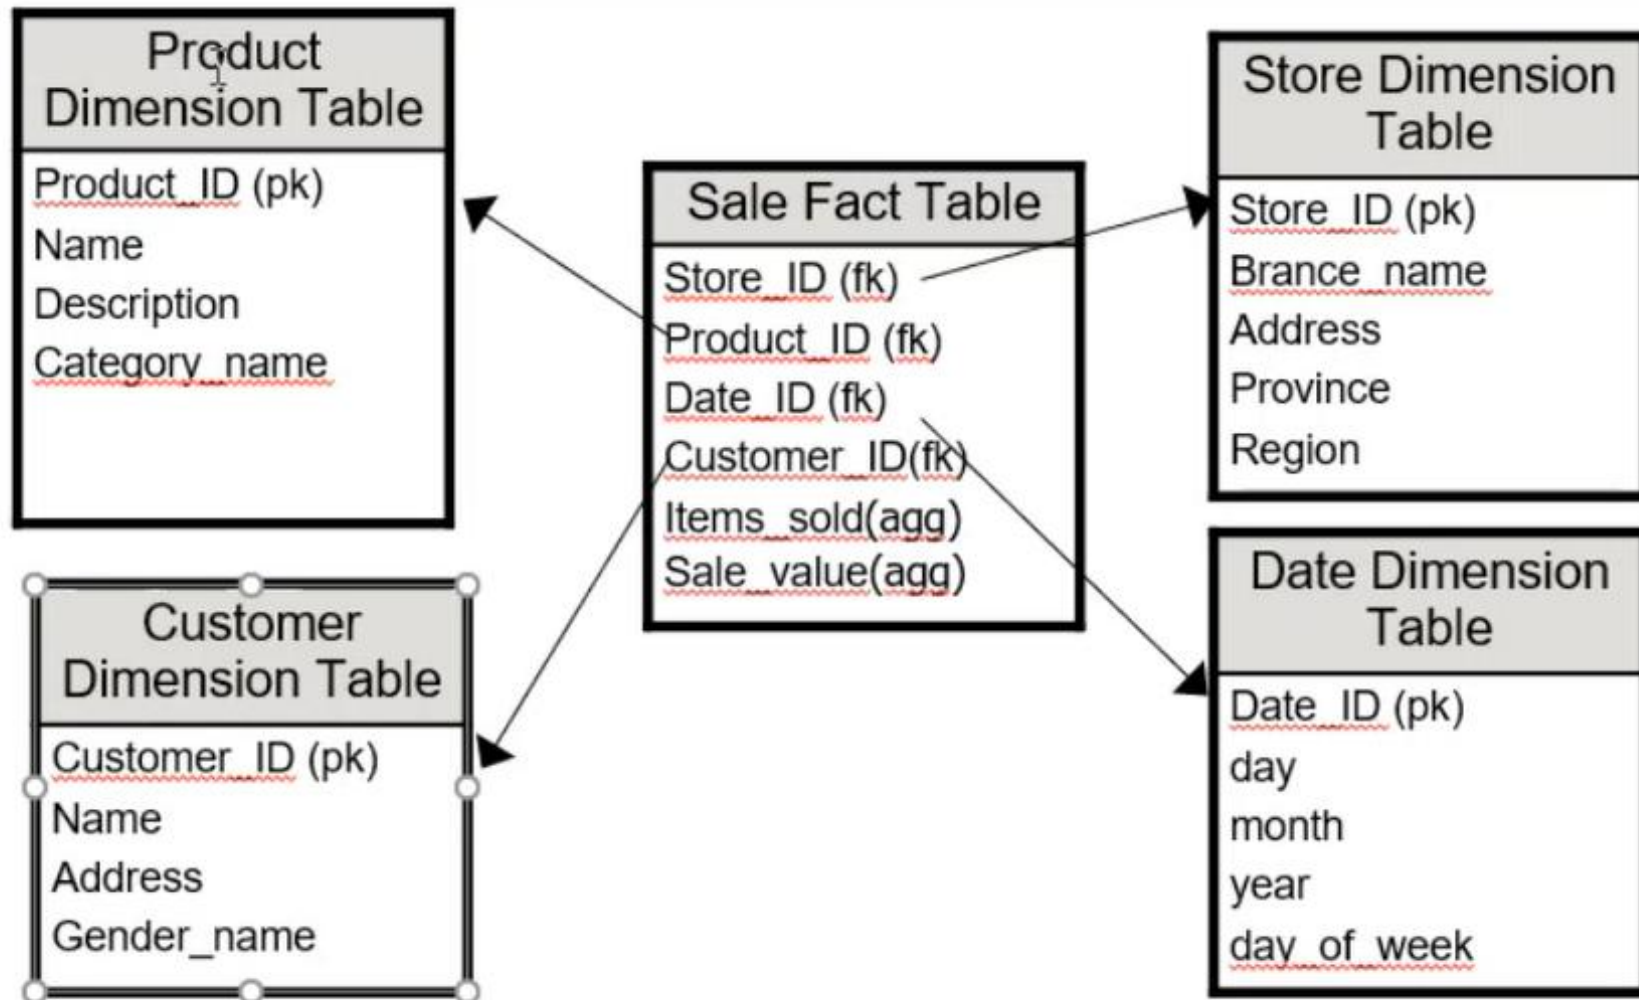 Product
Dimension Table
Product_ID (pk)
Name
Description
Category_name
Sale Fact Table
Store_ID (fk)
Product_ID (fk)
Date_ID (fk)
Customer_ID(fk)
Items_sold(agg)
Sale_value(agg)
Store Dimension
Table
Store_ID (pk)
Brance_name
Address
Province
Region
Customer
Dimension Table
Customer_ID (pk)
Name
Address
Gender_name
Date Dimension
Table
Date_ID (pk)
day
month
year
day_of_week